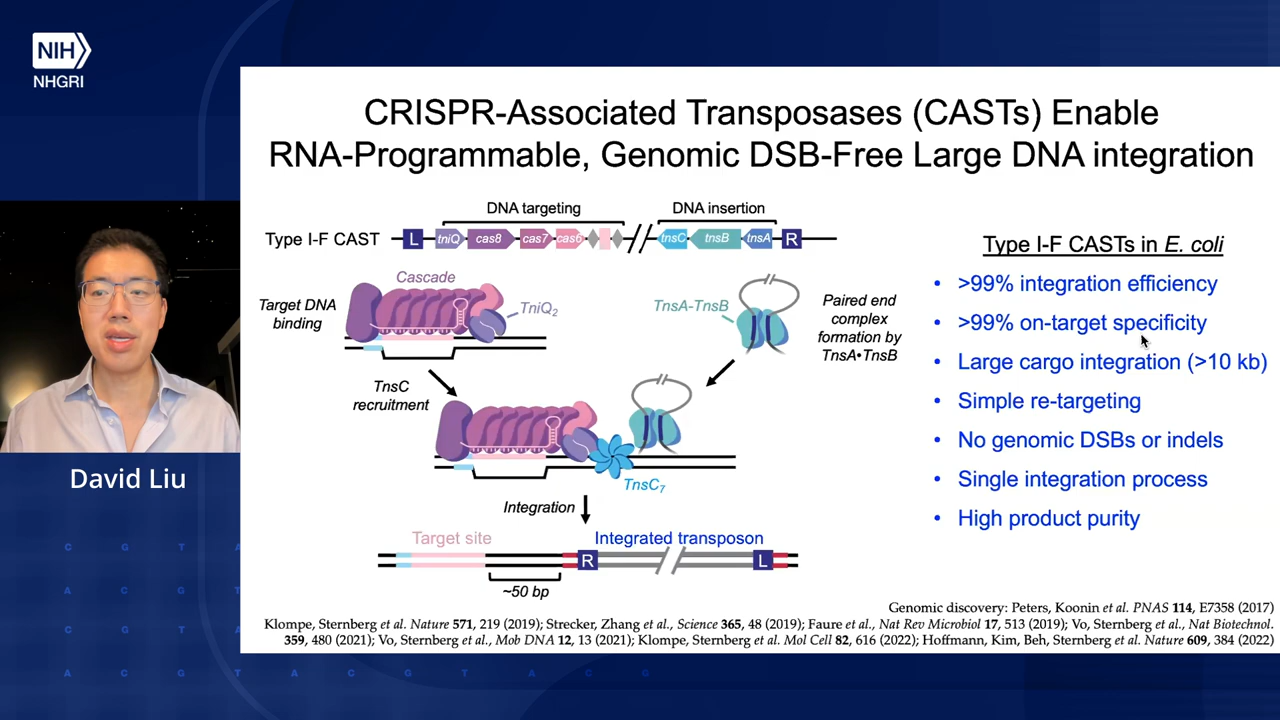 NIH
NHGRI
CRISPR-Associated Transposases (CASTs) Enable
RNA-Programmable, Genomic DSB-Free Large DNA integration
DNA targeting
DNA insertion
Type I-F CAST
L
tniQ
cas8
cas7
cas6
tnsC
tnsB
tnsA
R
Cascade
Target DNA
binding
TniQ2
TnsA-TnsB
Paired end
complex
formation by
TnsA•TnsB
TnsC
recruitment
TnsC7
Integration
Target site
Integrated transposon
R
L
~50 bp
Type I-F CASTs in E. coli
• >99% integration efficiency
• >99% on-target specificity
• Large cargo integration (>10 kb)
• Simple re-targeting
• No genomic DSBs or indels
• Single integration process
• High product purity
Genomic discovery: Peters, Koonin et al. PNAS 114, E7358 (2017)
Klompe, Sternberg et al. Nature 571, 219 (2019); Strecker, Zhang et al., Science 365, 48 (2019); Faure et al., Nat Rev Microbiol 17, 513 (2019); Vo, Sternberg et al., Nat Biotechnol.
359, 480 (2021); Vo, Sternberg et al., Mob DNA 12, 13 (2021); Klompe, Sternberg et al. Mol Cell 82, 616 (2022); Hoffmann, Kim, Beh, Sternberg et al. Nature 609, 384 (2022)
David Liu
C G T A
A C G T
C G T A
A C G T A C G T A C G